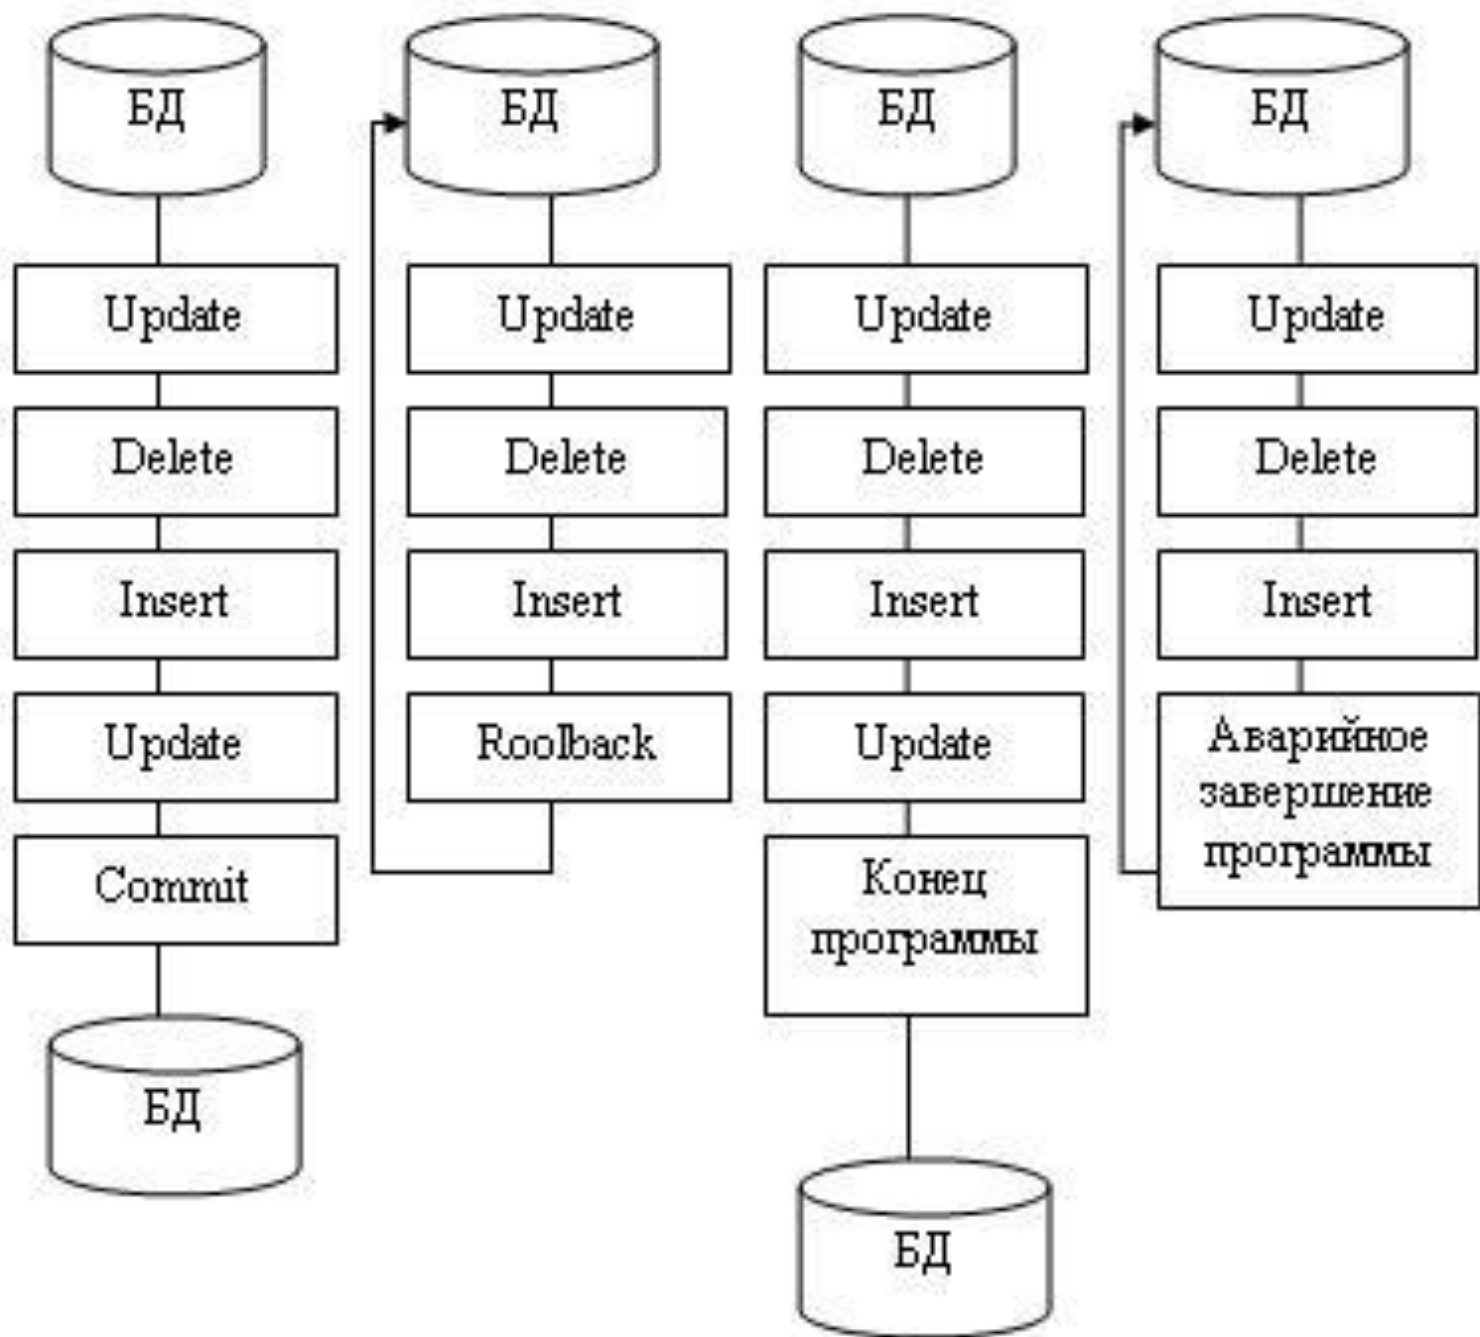 БД
Update
Delete
Insert
Update
Commit
БД
БД
Update
Delete
Insert
Roolback
БД
Update
Delete
Insert
Update
Конец
программы
БД
БД
Update
Delete
Insert
Аварийное
завершение
программы